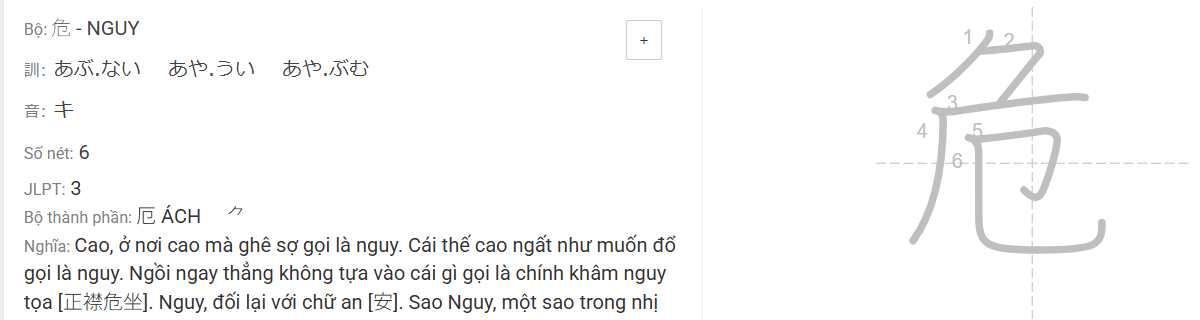 Bộ: 危 - NGUY
+
訓: あぶ.ない あや.うい あや.ぶむ
音: キ
Số nét: 6
JLPT: 3
Bộ thành phần: 厄 ÁCH ⺈
Nghĩa: Cao, ở nơi cao mà ghê sợ gọi là nguy. Cái thế cao ngất như muốn đổ
gọi là nguy. Ngồi ngay thẳng không tựa vào cái gì gọi là chính khâm nguy
tọa [正襟危坐]. Nguy, đối lại với chữ an [安]. Sao Nguy, một sao trong nhị
危
1
2
3
4
5
6